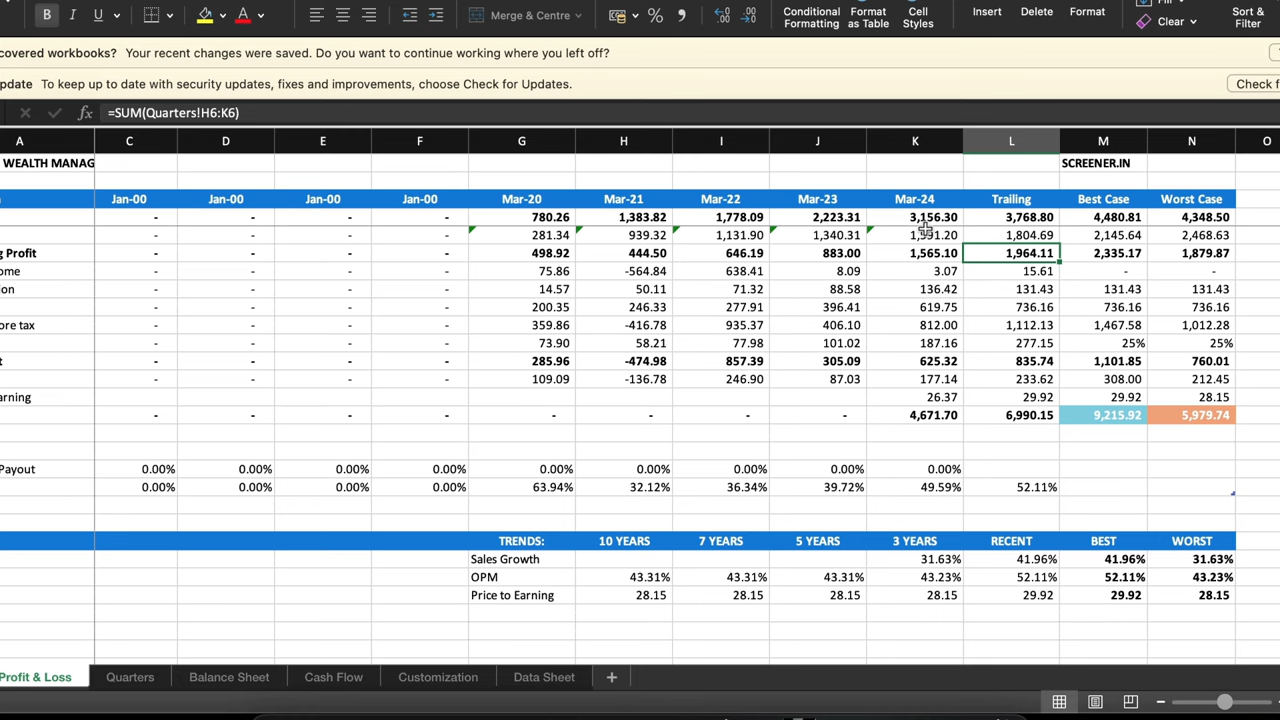 B I U Merge & Centre % Conditional Formatting Format as Table Cell Styles Insert Delete Format Clear Sort & Filter
covered workbooks? Your recent changes were saved. Do you want to continue working where you left off?
pdate To keep up to date with security updates, fixes and improvements, choose Check for Updates. Check f
fx =SUM(Quarters!H6:K6)
A C D E F G H I J K L M N O
WEALTH MANAG SCREENER.IN
Jan-00 Jan-00 Jan-00 Jan-00 Mar-20 Mar-21 Mar-22 Mar-23 Mar-24 Trailing Best Case Worst Case
- - - - 780.26 1,383.82 1,778.09 2,223.31 3,156.30 3,768.80 4,480.81 4,348.50
- - - - 281.34 939.32 1,131.90 1,340.31 1,804.69 2,145.64 2,468.63
g Profit - - - - 498.92 444.50 646.19 883.00 1,565.10 1,964.11 2,335.17 1,879.87
ome - - - - 75.86 -564.84 638.41 8.09 3.07 15.61 - -
ion - - - - 14.57 50.11 71.32 88.58 136.42 131.43 131.43 131.43
- - - - 200.35 246.33 277.91 396.41 619.75 736.16 736.16 736.16
ore tax - - - - 359.86 -416.78 935.37 406.10 812.00 1,112.13 1,467.58 1,012.28
- - - - 73.90 58.21 77.98 101.02 187.16 277.15 25% 25%
t - - - - 285.96 -474.98 857.39 305.09 625.32 835.74 1,101.85 760.01
- - - - 109.09 -136.78 246.90 87.03 177.14 233.62 308.00 212.45
arning 26.37 29.92 29.92 28.15
- - - - - - - - 4,671.70 6,990.15 9,215.92 5,979.74
Payout 0.00% 0.00% 0.00% 0.00% 0.00% 0.00% 0.00% 0.00% 0.00%
0.00% 0.00% 0.00% 0.00% 63.94% 32.12% 36.34% 39.72% 49.59% 52.11%
TRENDS: 10 YEARS 7 YEARS 5 YEARS 3 YEARS RECENT BEST WORST
Sales Growth 31.63% 41.96% 41.96% 31.63%
OPM 43.31% 43.31% 43.31% 43.23% 52.11% 52.11% 43.23%
Price to Earning 28.15 28.15 28.15 28.15 29.92 29.92 28.15
Profit & Loss Quarters Balance Sheet Cash Flow Customization Data Sheet +